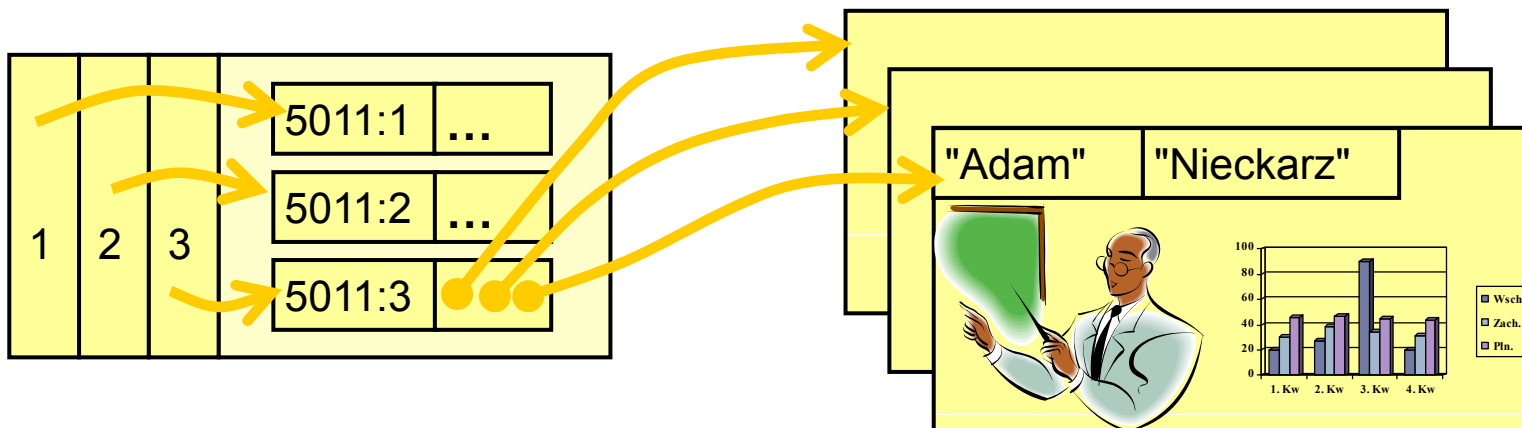 1 2 3
5011:1 ...
5011:2 ...
5011:3
"Adam" "Nieckarz"
100
80
60
40
20
0
1. Kw 2. Kw 3. Kw 4. Kw
Wsch
Zach.
Pln.